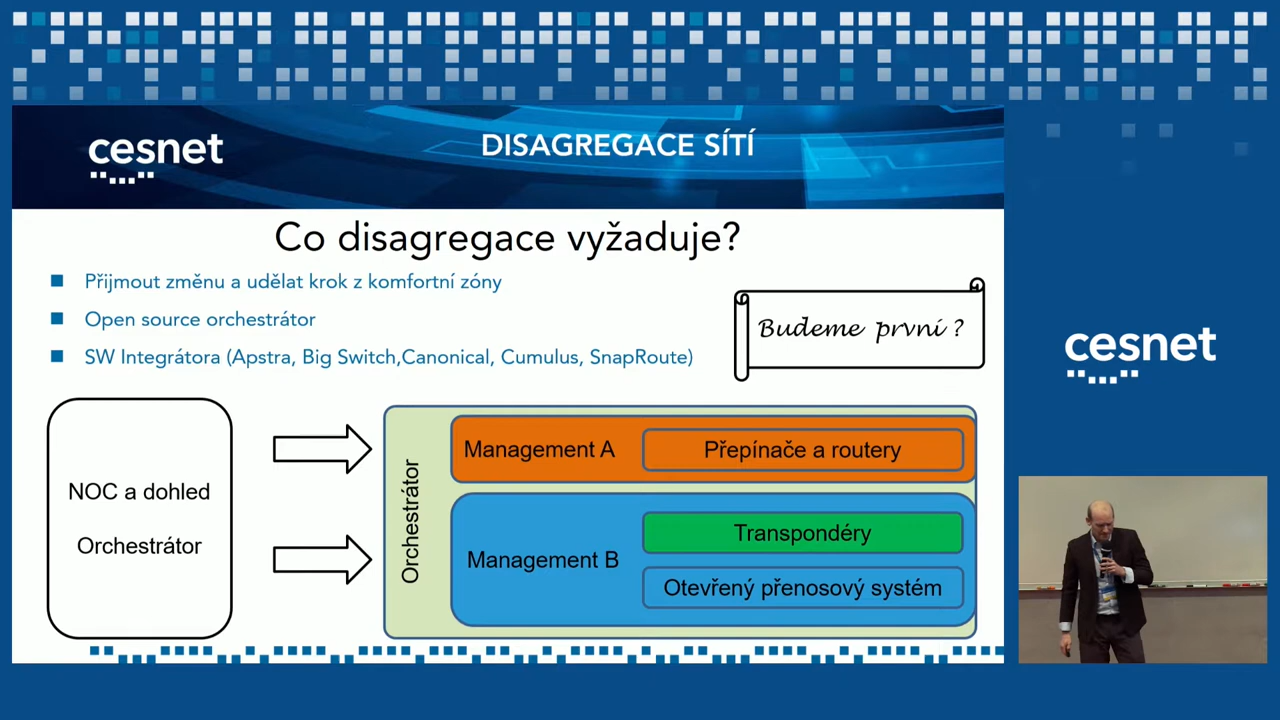 cesnet
DISAGREGACE SÍTÍ
Co disagregace vyžaduje?
Přijmout změnu a udělat krok z komfortní zóny
Open source orchestrátor
SW Integrátora (Apstra, Big Switch,Canonical, Cumulus, SnapRoute)
Budeme první ?
NOC a dohled
Orchestrátor
Orchestrátor
Management A
Přepínače a routery
Management B
Transpondéry
Otevřený přenosový systém
cesnet